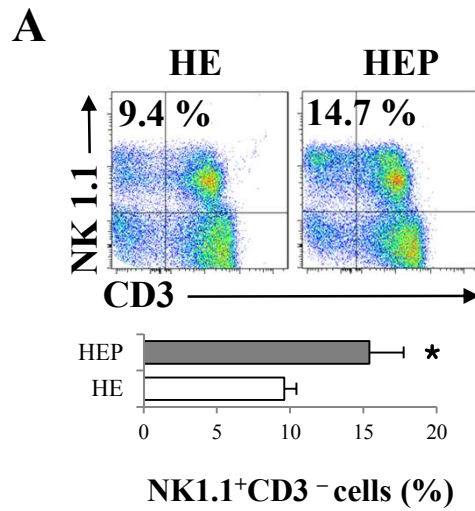 A
HE HEP
9.4 % 14.7 %
NK 1.1
CD3
HEP *
HE
0 5 10 15 20
NK1.1⁺CD3 ⁻ cells (%)